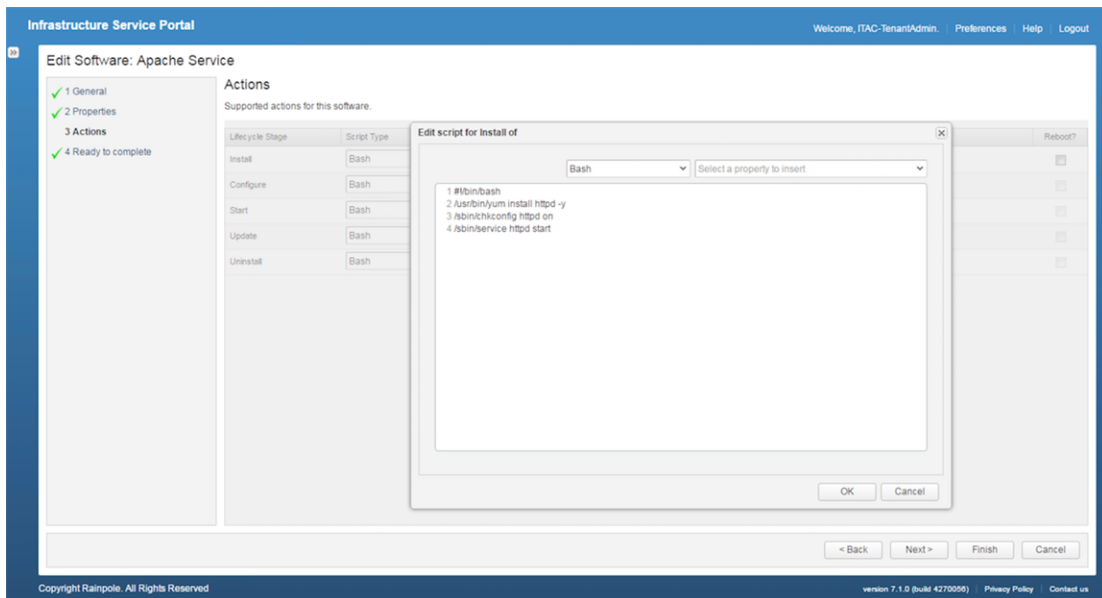 Infrastructure Service Portal
Welcome, ITAC-TenantAdmin. Preferences Help Logout
Edit Software: Apache Service
1 General
2 Properties
3 Actions
4 Ready to complete
Actions
Supported actions for this software.
Lifecycle Stage Script Type Reboot?
Install Bash
Configure Bash
Start Bash
Update Bash
Uninstall Bash
Edit script for Install of
Bash Select a property to insert
1 #!/bin/bash
2 /usr/bin/yum install httpd -y
3 /sbin/chkconfig httpd on
4 /sbin/service httpd start
OK Cancel
< Back Next > Finish Cancel
Copyright Rainpole. All Rights Reserved
version 7.1.0 (build 4270056) Privacy Policy Contact us